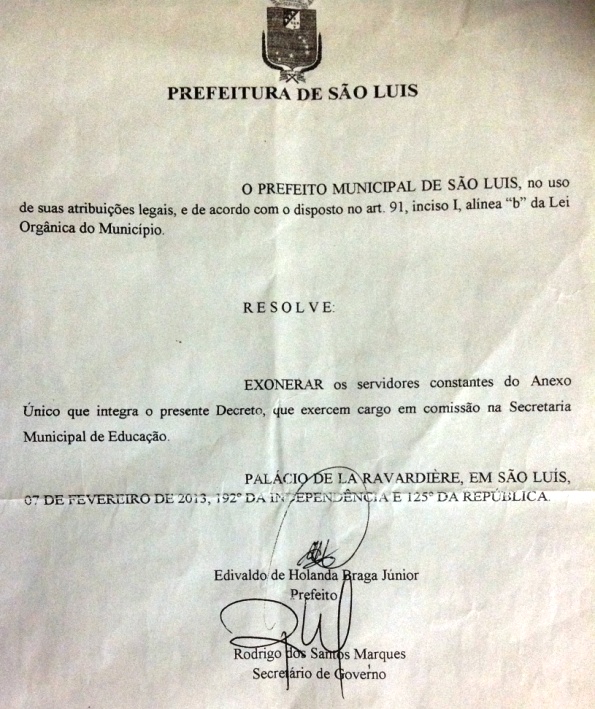 PREFEITURA DE SÃO LUIS
O PREFEITO MUNICIPAL DE SÃO LUIS, no uso
de suas atribuições legais, e de acordo com o disposto no art. 91, inciso I, alínea “b” da Lei
Orgânica do Município.
R E S O L V E:
EXONERAR os servidores constantes do Anexo
Único que integra o presente Decreto, que exercem cargo em comissão na Secretaria
Municipal de Educação.
PALÁCIO DE LA RAVARDIÈRE, EM SÃO LUÍS,
07 DE FEVEREIRO DE 2013, 192º DA INDEPENDÊNCIA E 125º DA REPÚBLICA.
Edivaldo de Holanda Braga Júnior
Prefeito
Rodrigo dos Santos Marques
Secretário de Governo